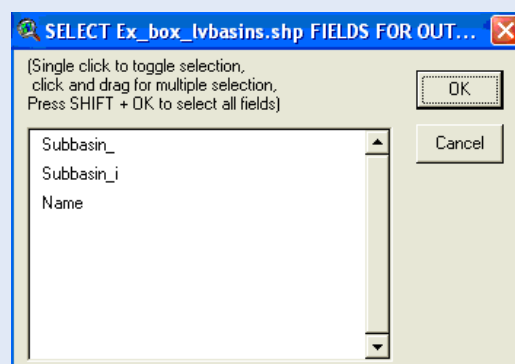 SELECT Ex_box_lvbasins.shp FIELDS FOR OUT...
(Single click to toggle selection,
click and drag for multiple selection,
Press SHIFT + OK to select all fields)
OK
Cancel
Subbasin_
Subbasin_i
Name